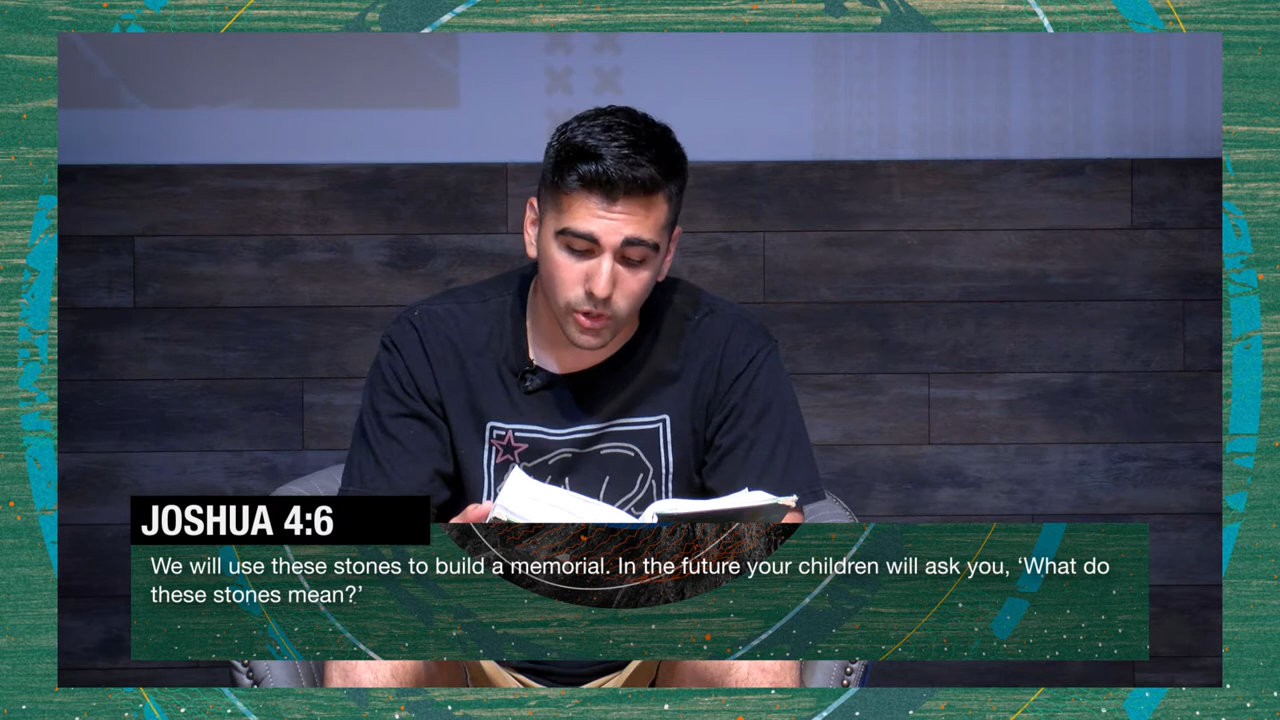 JOSHUA 4:6
We will use these stones to build a memorial. In the future your children will ask you, ‘What do
these stones mean?’